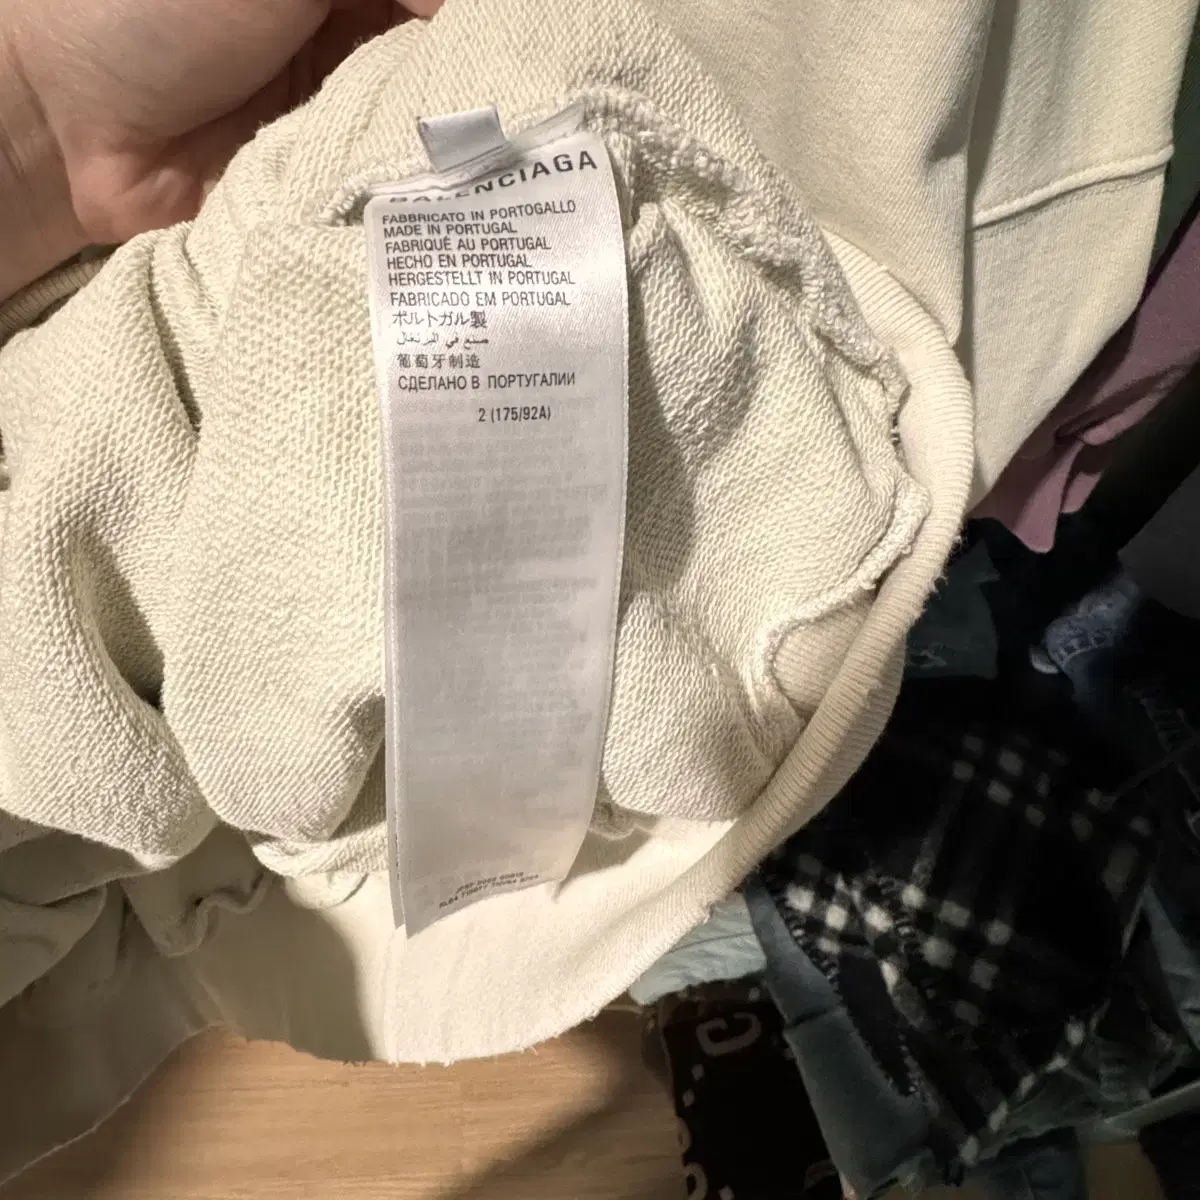 BALENCIAGA
FABBRICATO IN PORTOGALLO
MADE IN PORTUGAL
FABRIQUÉ AU PORTUGAL
HECHO EN PORTUGAL
HERGESTELLT IN PORTUGAL
FABRICADO EM PORTUGAL
ポルトガル製
صنع في البرتغال
葡萄牙制造
СДЕЛАНО В ПОРТУГАЛИИ
2 (175/92A)